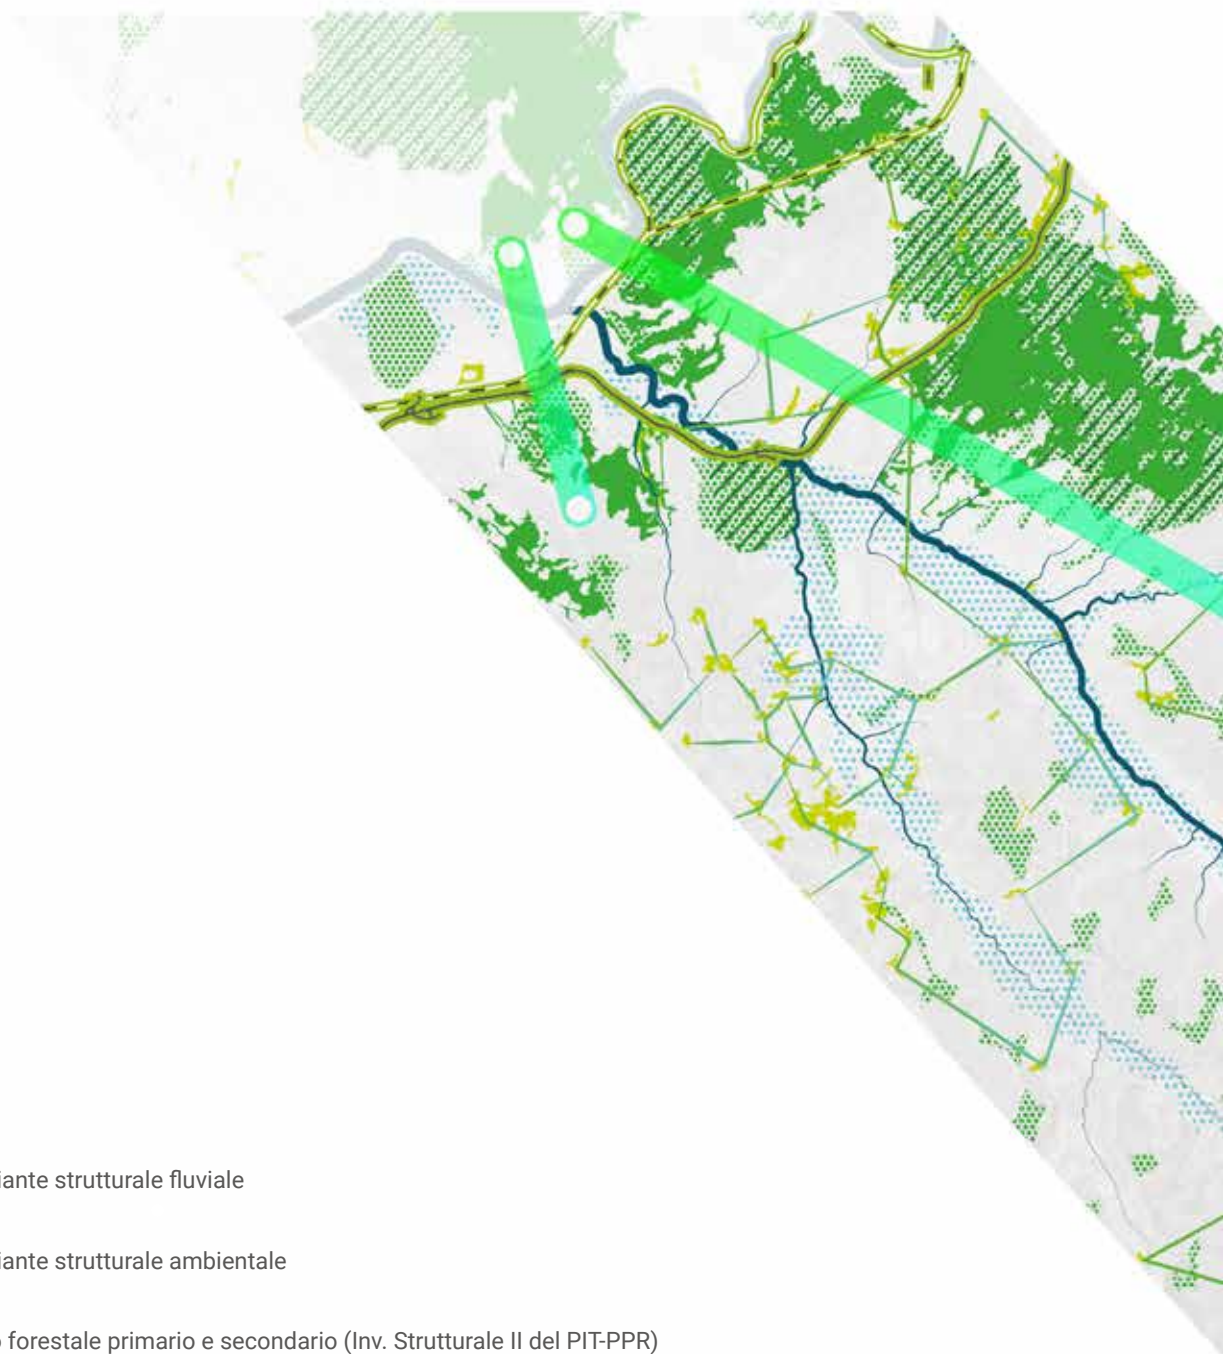 iante strutturale fluviale
iante strutturale ambientale
o forestale primario e secondario (Inv. Strutturale II del PIT-PPR)